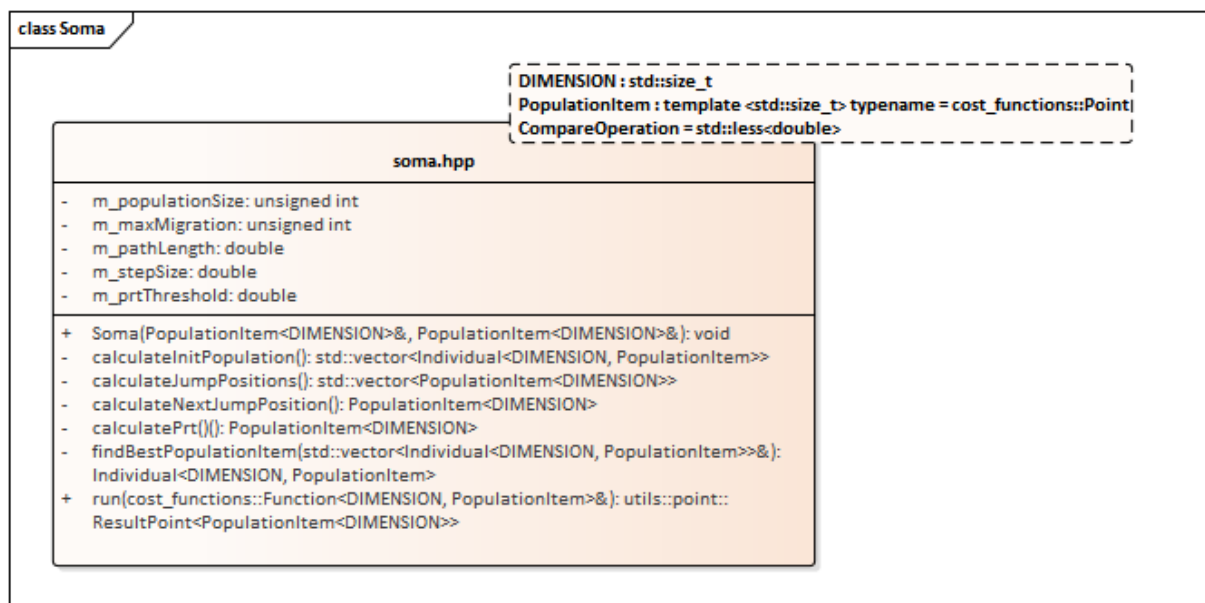 class Soma
DIMENSION : std::size_t
PopulationItem : template <std::size_t> typename = cost_functions::Point
CompareOperation = std::less<double>
soma.hpp
- m_populationSize: unsigned int
- m_maxMigration: unsigned int
- m_pathLength: double
- m_stepSize: double
- m_prtThreshold: double
+ Soma(PopulationItem<DIMENSION>&, PopulationItem<DIMENSION>&): void
- calculateInitPopulation(): std::vector<Individual<DIMENSION, PopulationItem>>
- calculateJumpPositions(): std::vector<PopulationItem<DIMENSION>>
- calculateNextJumpPosition(): PopulationItem<DIMENSION>
- calculatePrt()(): PopulationItem<DIMENSION>
- findBestPopulationItem(std::vector<Individual<DIMENSION, PopulationItem>>&):
Individual<DIMENSION, PopulationItem>
+ run(cost_functions::Function<DIMENSION, PopulationItem>&): utils::point::
ResultPoint<PopulationItem<DIMENSION>>